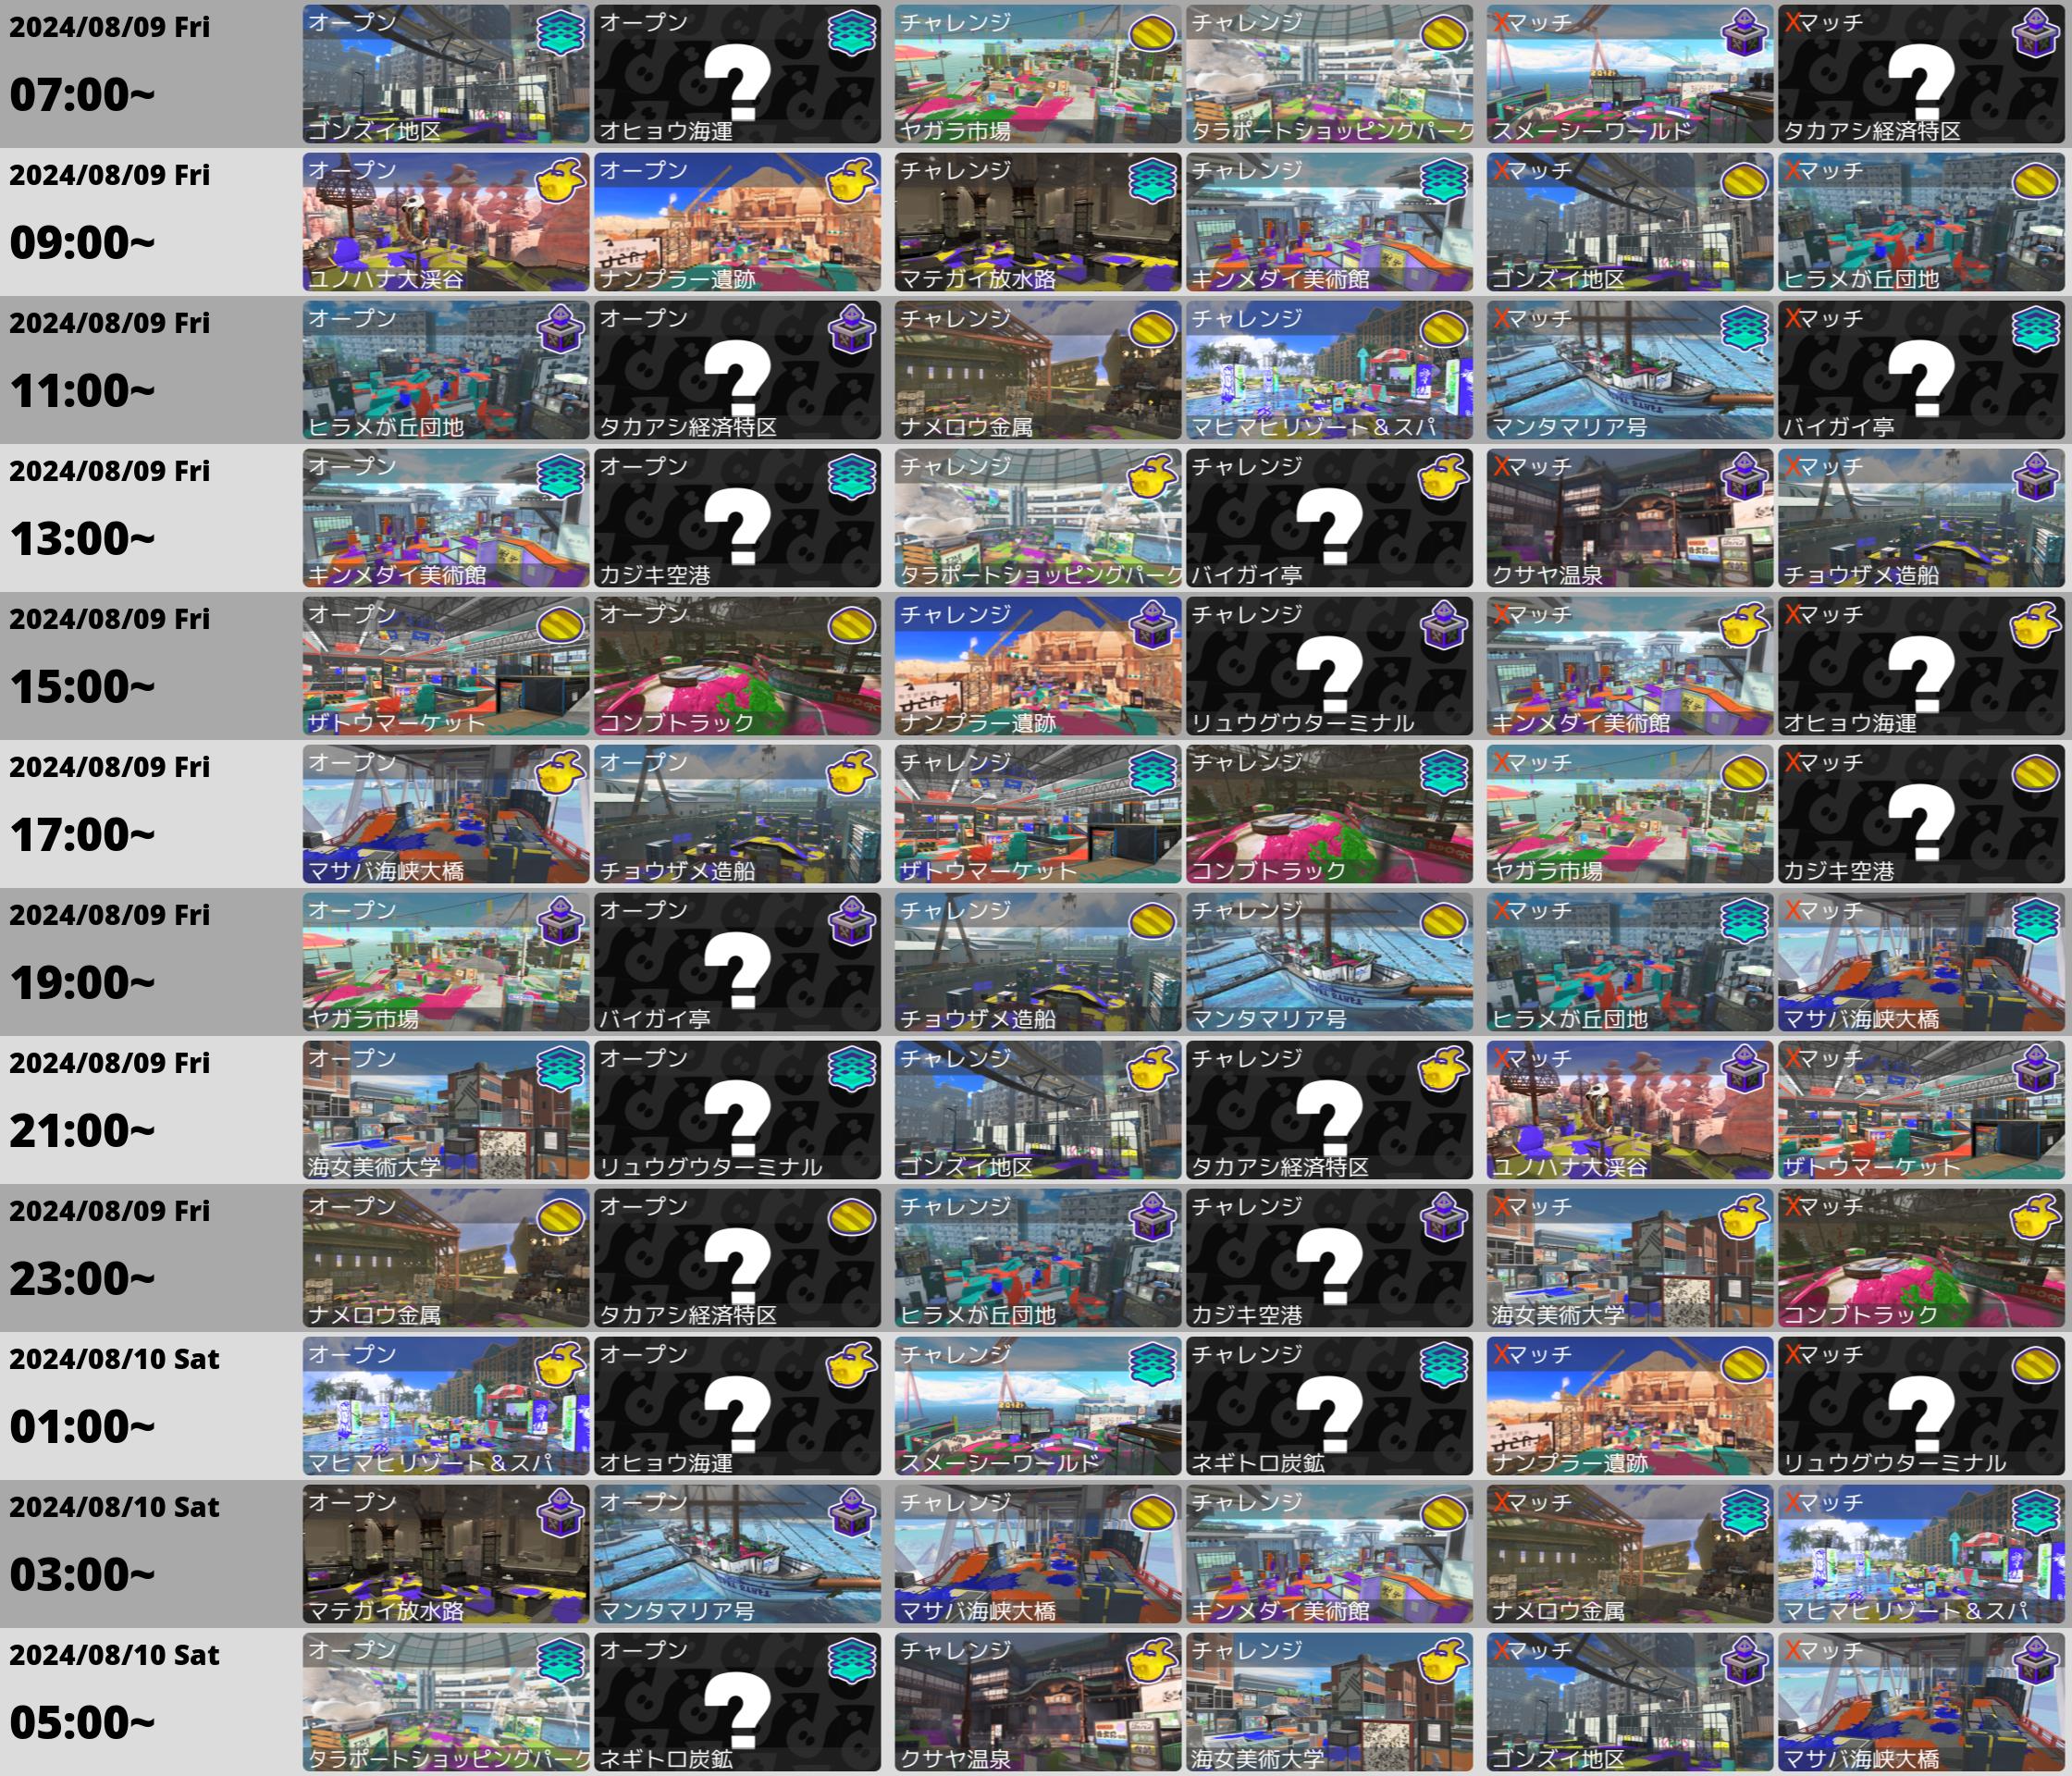 2024/08/09 Fri
07:00~
オープン
ゴンズイ地区
オープン
オヒョウ海運
チャレンジ
ヤガラ市場
チャレンジ
タラポートショッピングパーク
Xマッチ
スメーシーワールド
Xマッチ
タカアシ経済特区
2024/08/09 Fri
09:00~
オープン
ユノハナ大渓谷
オープン
ナンプラー遺跡
チャレンジ
マテガイ放水路
チャレンジ
キンメダイ美術館
Xマッチ
ゴンズイ地区
Xマッチ
ヒラメが丘団地
2024/08/09 Fri
11:00~
オープン
ヒラメが丘団地
オープン
タカアシ経済特区
チャレンジ
ナメロウ金属
チャレンジ
マヒマヒリゾート＆スパ
Xマッチ
マンタマリア号
Xマッチ
バイガイ亭
2024/08/09 Fri
13:00~
オープン
キンメダイ美術館
オープン
カジキ空港
チャレンジ
タラポートショッピングパーク
チャレンジ
バイガイ亭
Xマッチ
クサヤ温泉
Xマッチ
チョウザメ造船
2024/08/09 Fri
15:00~
オープン
ザトウマーケット
オープン
コンブトラック
チャレンジ
ナンプラー遺跡
チャレンジ
リュウグウターミナル
Xマッチ
キンメダイ美術館
Xマッチ
オヒョウ海運
2024/08/09 Fri
17:00~
オープン
マサバ海峡大橋
オープン
チョウザメ造船
チャレンジ
ザトウマーケット
チャレンジ
コンブトラック
Xマッチ
ヤガラ市場
Xマッチ
カジキ空港
2024/08/09 Fri
19:00~
オープン
ヤガラ市場
オープン
バイガイ亭
チャレンジ
チョウザメ造船
チャレンジ
マンタマリア号
Xマッチ
ヒラメが丘団地
Xマッチ
マサバ海峡大橋
2024/08/09 Fri
21:00~
オープン
海女美術大学
オープン
リュウグウターミナル
チャレンジ
ゴンズイ地区
チャレンジ
タカアシ経済特区
Xマッチ
ユノハナ大渓谷
Xマッチ
ザトウマーケット
2024/08/09 Fri
23:00~
オープン
ナメロウ金属
オープン
タカアシ経済特区
チャレンジ
ヒラメが丘団地
チャレンジ
カジキ空港
Xマッチ
海女美術大学
Xマッチ
コンブトラック
2024/08/10 Sat
01:00~
オープン
マヒマヒリゾート＆スパ
オープン
オヒョウ海運
チャレンジ
スメーシーワールド
チャレンジ
ネギトロ炭鉱
Xマッチ
ナンプラー遺跡
Xマッチ
リュウグウターミナル
2024/08/10 Sat
03:00~
オープン
マテガイ放水路
オープン
マンタマリア号
チャレンジ
マサバ海峡大橋
チャレンジ
キンメダイ美術館
Xマッチ
ナメロウ金属
Xマッチ
マヒマヒリゾート＆スパ
2024/08/10 Sat
05:00~
オープン
タラポートショッピングパーク
オープン
ネギトロ炭鉱
チャレンジ
クサヤ温泉
チャレンジ
海女美術大学
Xマッチ
ゴンズイ地区
Xマッチ
マサバ海峡大橋